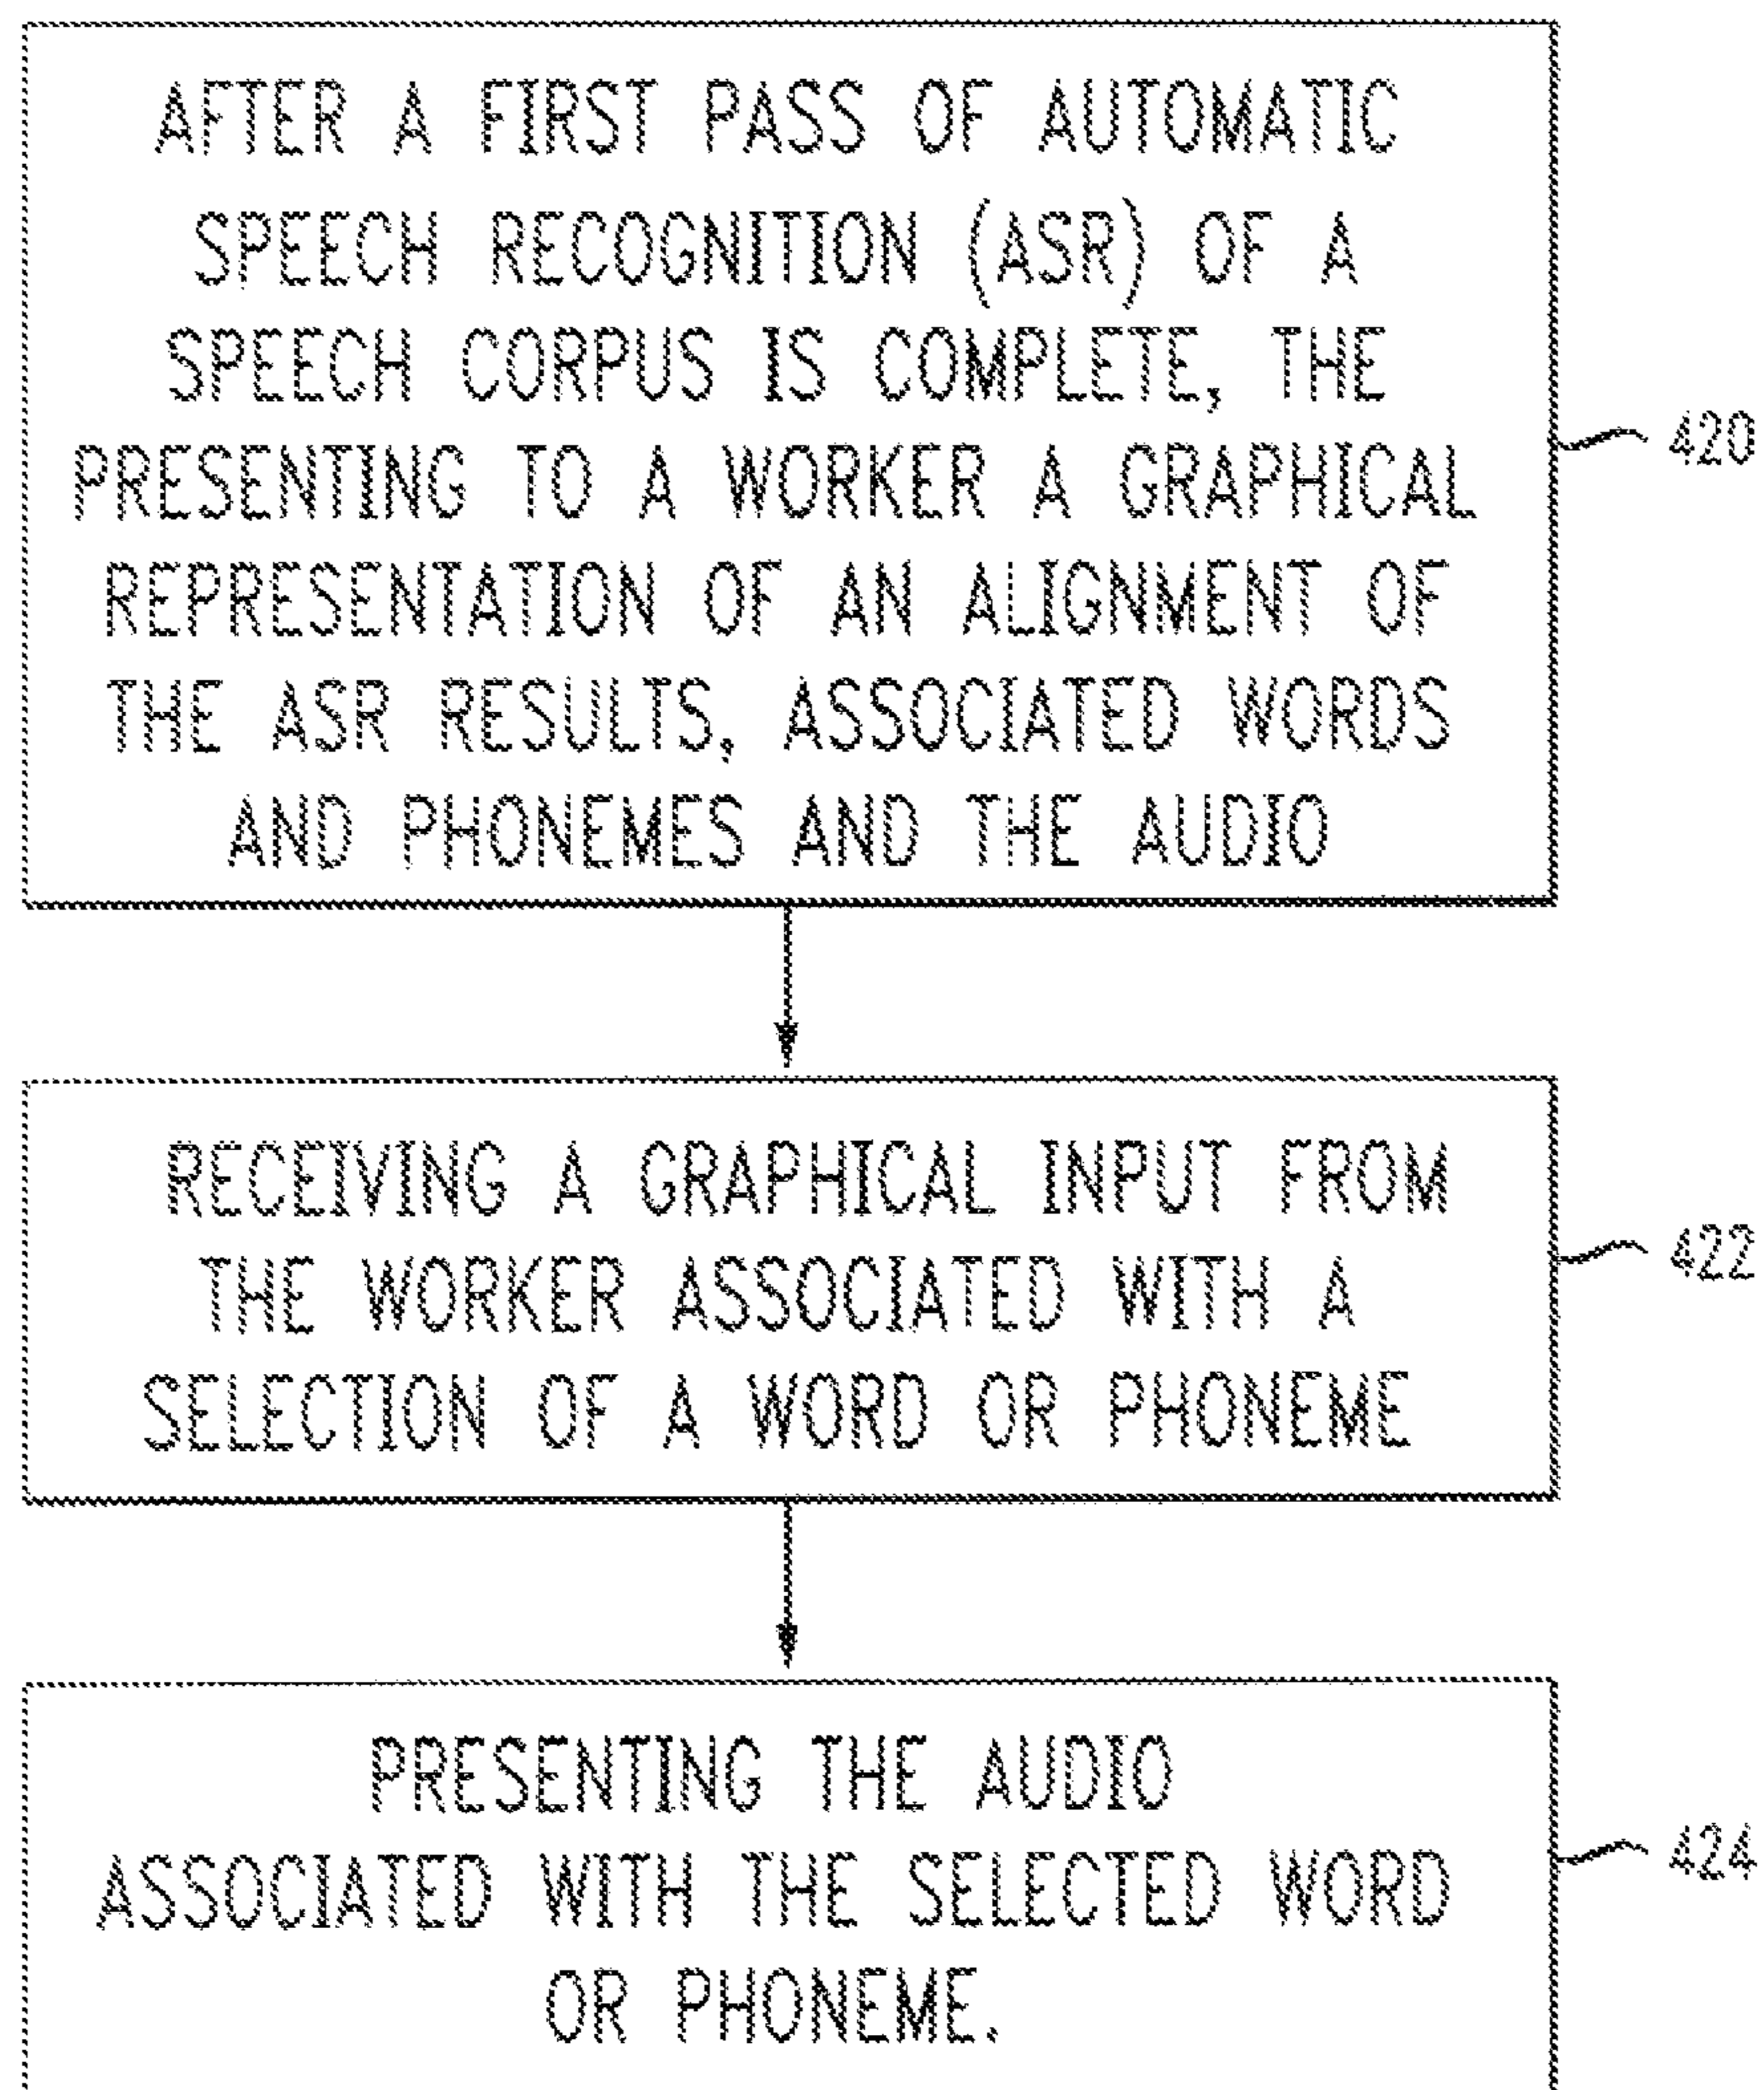 AFTER A FIRST PASS OF AUTOMATIC
SPEECH RECOGNITION (ASR) OF A
SPEECH CORPUS IS COMPLETE, THE
PRESENTING TO A WORKER A GRAPHICAL
REPRESENTATION OF AN ALIGNMENT OF
THE ASR RESULTS, ASSOCIATED WORDS
AND PHONEMES AND THE AUDIO
420
RECEIVING A GRAPHICAL INPUT FROM
THE WORKER ASSOCIATED WITH A
SELECTION OF A WORD OR PHONEME
422
PRESENTING THE AUDIO
ASSOCIATED WITH THE SELECTED WORD
OR PHONEME.
424